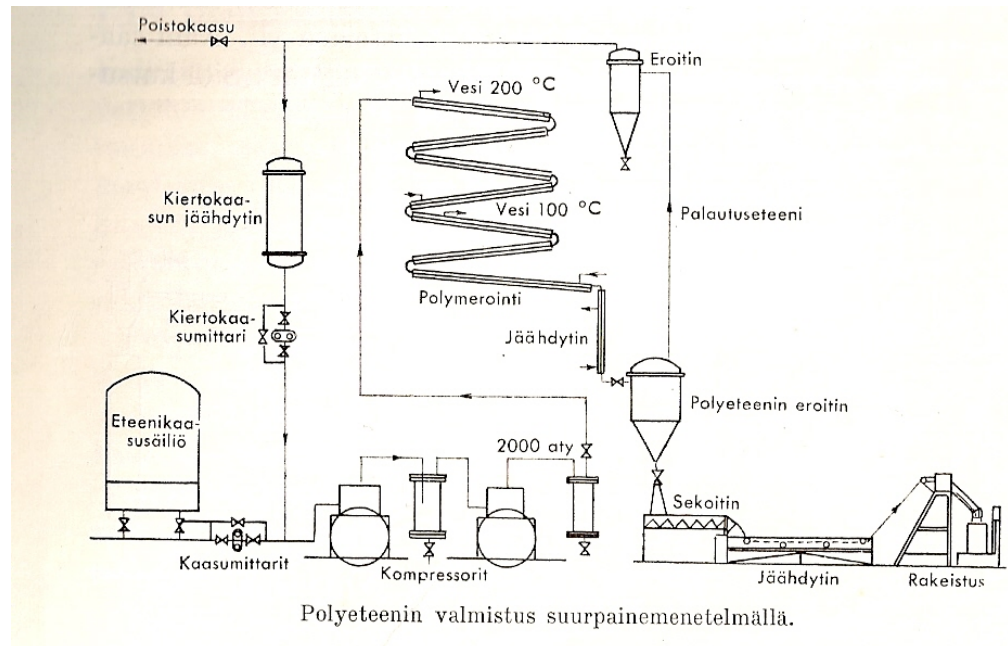 Poistokaasu
Eroitin
Vesi 200 °C
Kiertokaa-
sun jäähdytin
Vesi 100 °C
Palautuseteeni
Polymerointi
Kiertokaa-
sumittari
Jäähdytin
Polyeteenin eroitin
Eteenikaa-
susäiliö
2000 aty
Sekoitin
Kaasumittarit
Kompressorit
Jäähdytin
Rakeistus
Polyeteenin valmistus suurpainemenetelmällä.